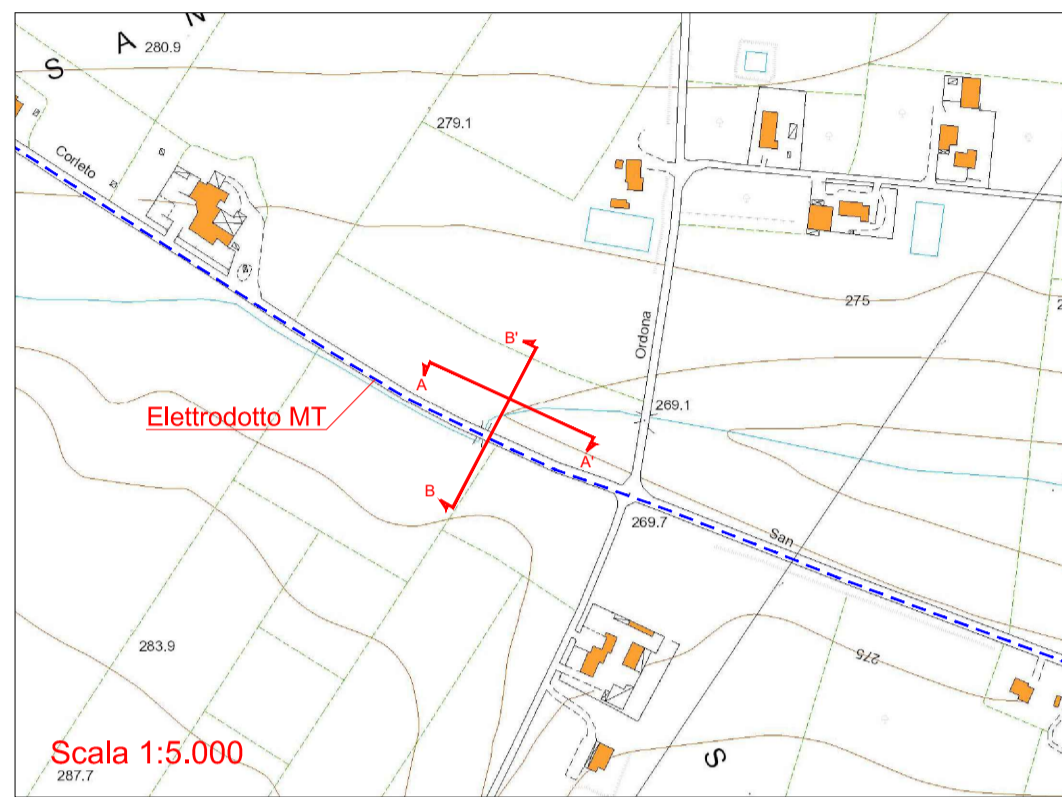 S A N
280.9
279.1
Corleto
275
Ordona
B'
A
269.1
Elettrodotto MT
A'
B
269.7
San
283.9
275
Scala 1:5.000
287.7
S